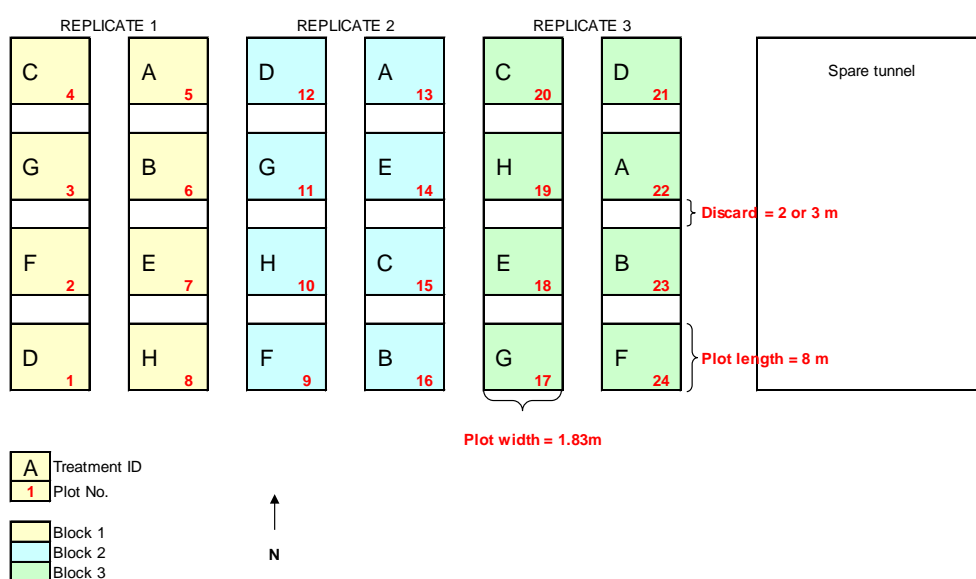 REPLICATE 1 REPLICATE 2 REPLICATE 3
C A D A C D Spare tunnel
4 5 12 13 20 21
G B G E H A
3 6 11 14 19 22
Discard = 2 or 3 m
F E H C E B
2 7 10 15 18 23
D H F B G F Plot length = 8 m
1 8 9 16 17 24
Plot width = 1.83m
A Treatment ID
1 Plot No.
Block 1
Block 2
N
Block 3